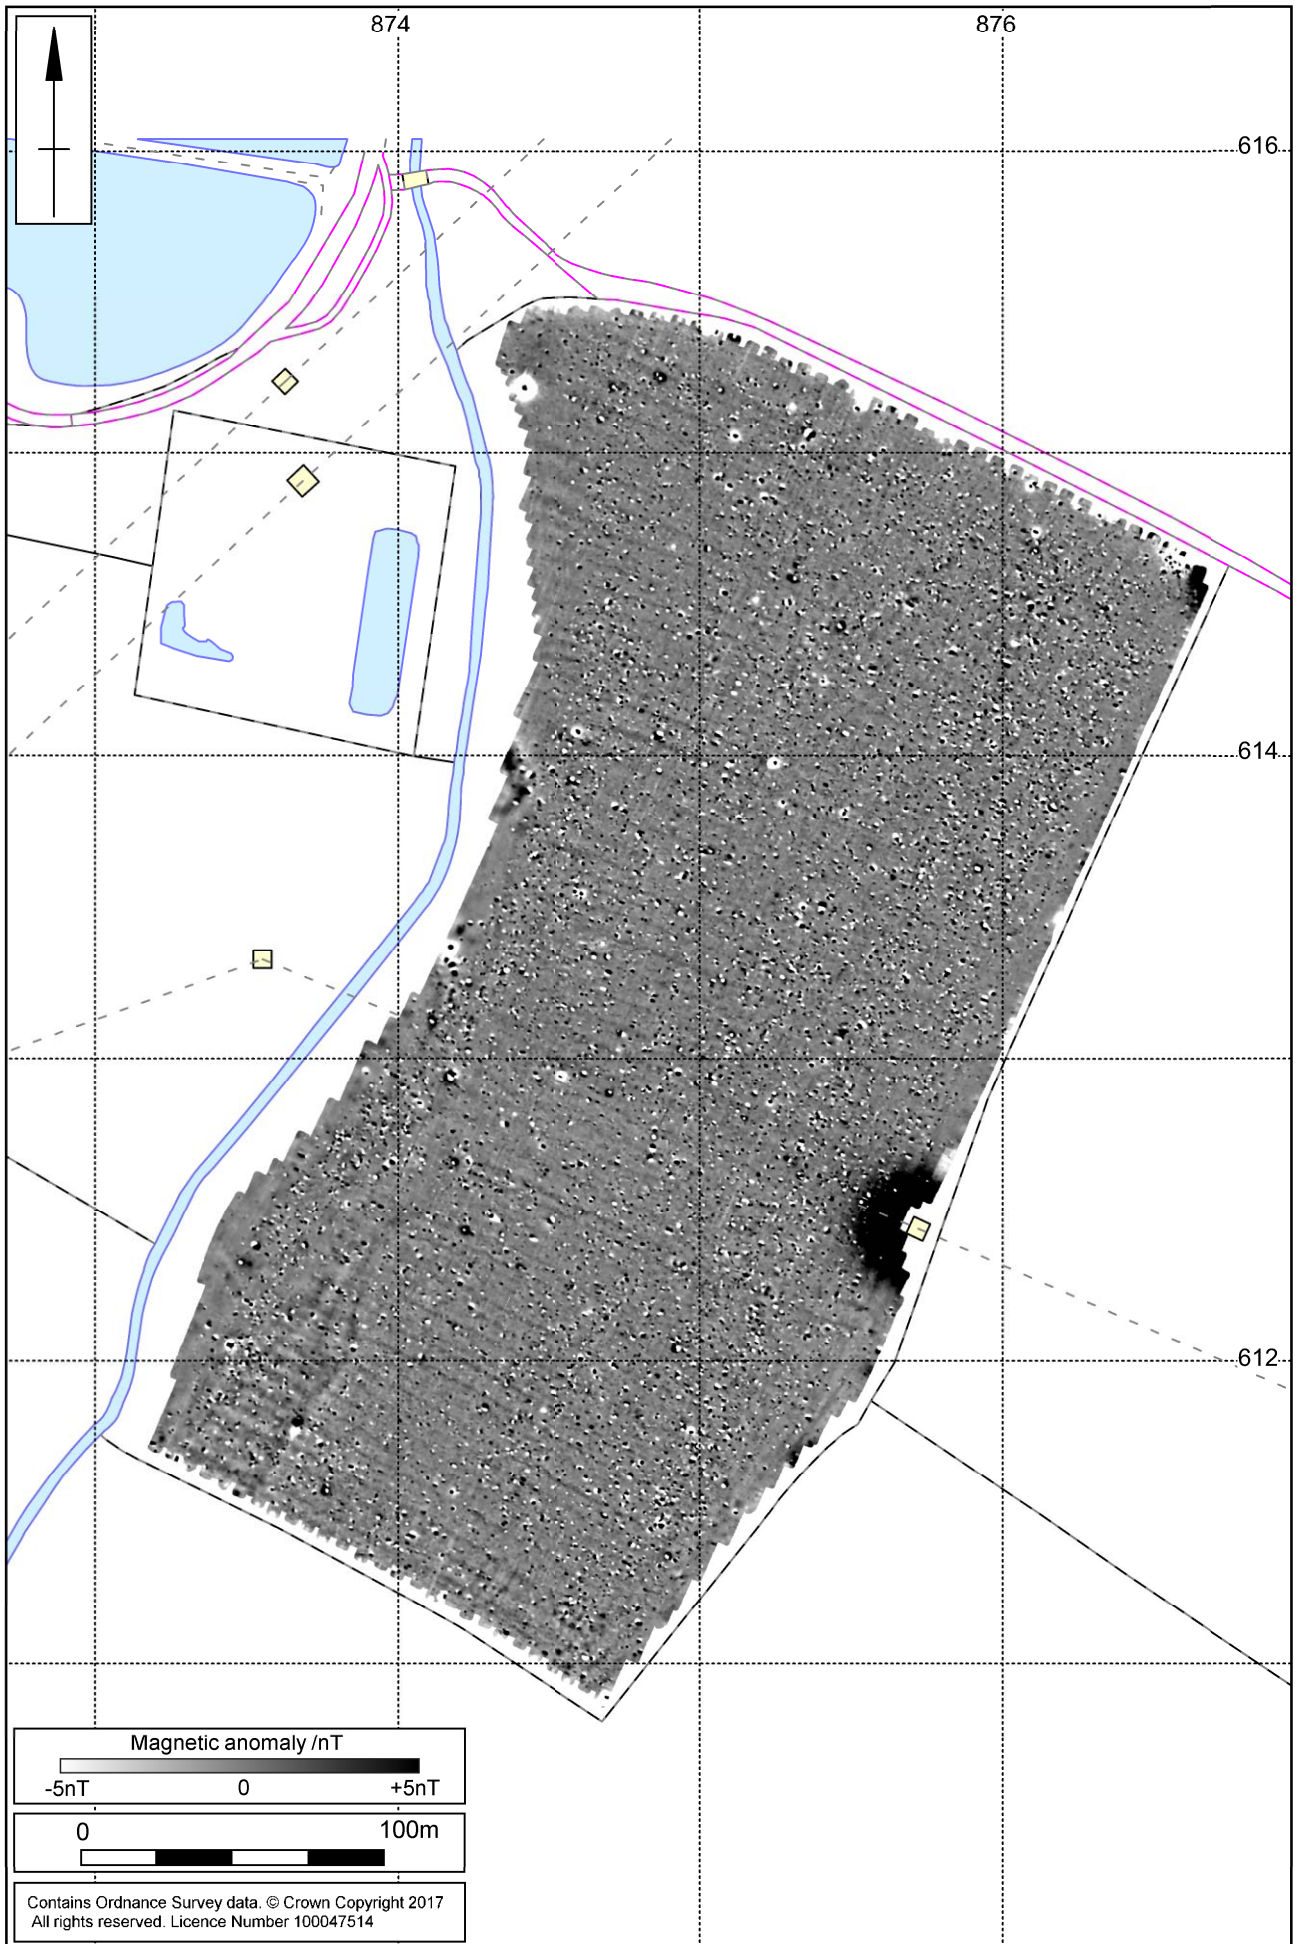 874
876
616
614
612
Magnetic anomaly /nT
-5nT 0 +5nT
0 100m
Contains Ordnance Survey data. © Crown Copyright 2017
All rights reserved. Licence Number 100047514